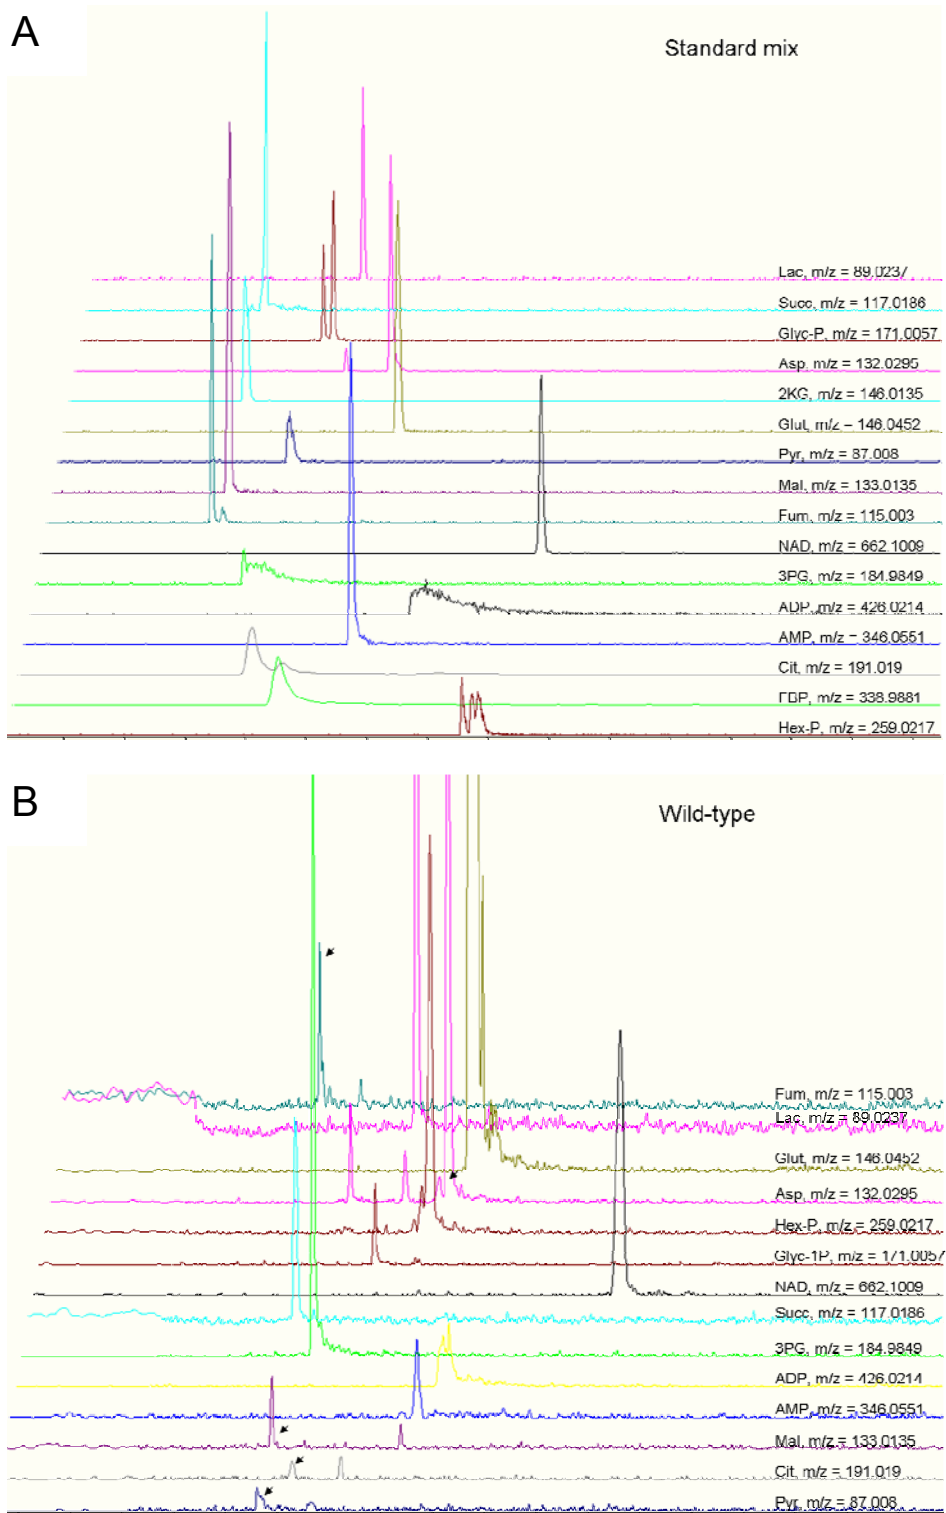 A
Standard mix
Lac, m/z = 89.0237
Succ, m/z = 117.0186
Glyc-P, m/z = 171.0057
Asp, m/z = 132.0295
2KG, m/z = 146.0135
Glut, m/z = 146.0452
Pyr, m/z = 87.008
Mal, m/z = 133.0135
Fum, m/z = 115.003
NAD, m/z = 662.1009
3PG, m/z = 184.9849
ADP, m/z = 426.0214
AMP, m/z = 346.0551
Cit, m/z = 191.019
FBP, m/z = 338.9881
Hex-P, m/z = 259.0217
B
Wild-type
Fum, m/z = 115.003
Lac, m/z = 89.0237
Glut, m/z = 146.0452
Asp, m/z = 132.0295
Hex-P, m/z = 259.0217
Glyc-1P, m/z = 171.0057
NAD, m/z = 662.1009
Succ, m/z = 117.0186
3PG, m/z = 184.9849
ADP, m/z = 426.0214
AMP, m/z = 346.0551
Mal, m/z = 133.0135
Cit, m/z = 191.019
Pyr, m/z = 87.008